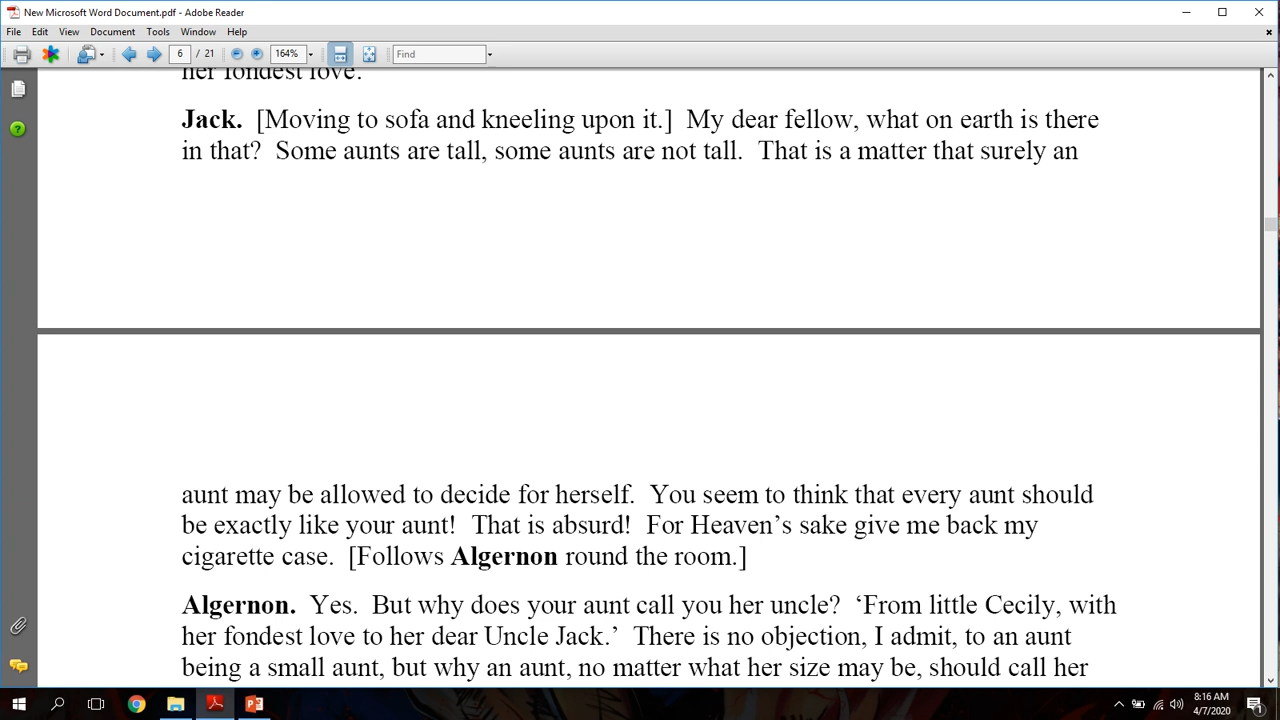 New Microsoft Word Document.pdf - Adobe Reader
File Edit View Document Tools Window Help
6 / 21 164% Find
her fondest love.
Jack. [Moving to sofa and kneeling upon it.] My dear fellow, what on earth is there
in that? Some aunts are tall, some aunts are not tall. That is a matter that surely an
aunt may be allowed to decide for herself. You seem to think that every aunt should
be exactly like your aunt! That is absurd! For Heaven’s sake give me back my
cigarette case. [Follows Algernon round the room.]
Algernon. Yes. But why does your aunt call you her uncle? ‘From little Cecily, with
her fondest love to her dear Uncle Jack.’ There is no objection, I admit, to an aunt
being a small aunt, but why an aunt, no matter what her size may be, should call her
8:16 AM
4/7/2020